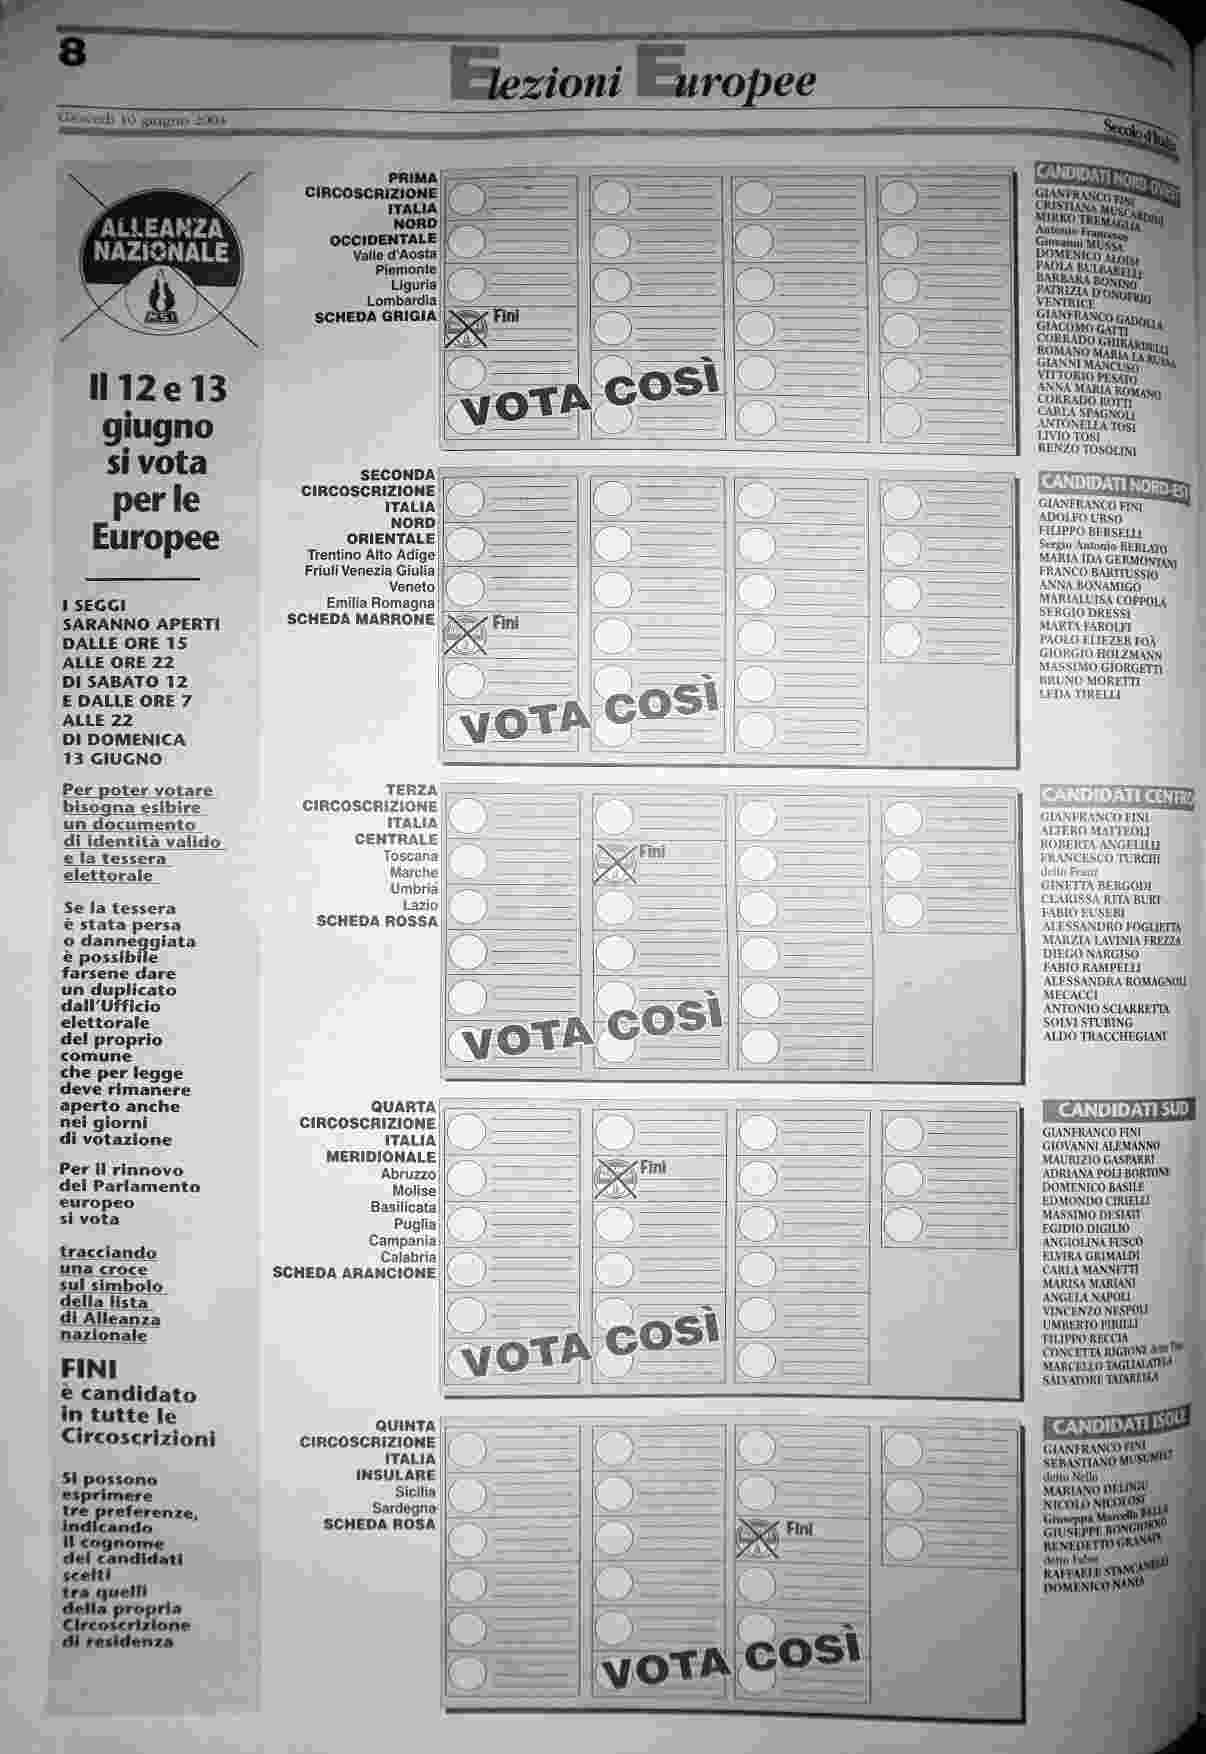 8
Elezioni Europee
Giovedì 10 giugno 2004
Secolo d'Italia
ALLEANZA
NAZIONALE
M.S.I.
Il 12 e 13
giugno
si vota
per le
Europee
I SEGGI
SARANNO APERTI
DALLE ORE 15
ALLE ORE 22
DI SABATO 12
E DALLE ORE 7
ALLE 22
DI DOMENICA
13 GIUGNO
Per poter votare
bisogna esibire
un documento
di identità valido
e la tessera
elettorale
Se la tessera
è stata persa
o danneggiata
è possibile
farsene dare
un duplicato
dall'Ufficio
elettorale
del proprio
comune
che per legge
deve rimanere
aperto anche
nei giorni
di votazione
Per il rinnovo
del Parlamento
europeo
si vota
tracciando
una croce
sul simbolo
della lista
di Alleanza
nazionale
FINI
è candidato
in tutte le
Circoscrizioni
Si possono
esprimere
tre preferenze,
indicando
il cognome
dei candidati
scelti
tra quelli
della propria
Circoscrizione
di residenza
PRIMA
CIRCOSCRIZIONE
ITALIA
NORD
OCCIDENTALE
Valle d'Aosta
Piemonte
Liguria
Lombardia
SCHEDA GRIGIA
Fini
VOTA COSÌ
CANDIDATI NORD-OVEST
GIANFRANCO FINI
CRISTIANA MUSCARDINI
MIRKO TREMAGLIA
Antonio Francesco
Giovanni MUSSA
DOMENICO ALOISE
PAOLA BULBARELLI
BARBARA BONINO
PATRIZIA D'ONOFRIO
VENTRICE
GIANFRANCO GADOLLA
GIACOMO GATTI
CORRADO GHIRARDELLI
ROMANO MARIA LA RUSSA
GIANNI MANCUSO
VITTORIO PESATO
ANNA MARIA ROMANO
CORRADO ROTTI
CARLA SPAGNOLI
ANTONELLA TOSI
LIVIO TOSI
RENZO TOSOLINI
SECONDA
CIRCOSCRIZIONE
ITALIA
NORD
ORIENTALE
Trentino Alto Adige
Friuli Venezia Giulia
Veneto
Emilia Romagna
SCHEDA MARRONE
Fini
VOTA COSÌ
CANDIDATI NORD-EST
GIANFRANCO FINI
ADOLFO URSO
FILIPPO BERSELLI
Sergio Antonio BERLATO
MARIA IDA GERMONTANI
FRANCO BARITUSSIO
ANNA BONAMIGO
MARIALUISA COPPOLA
SERGIO DRESSI
MARTA FAROLFI
PAOLO ELIEZER FOÀ
GIORGIO HOLZMANN
MASSIMO GIORGETTI
BRUNO MORETTI
LEDA TIRELLI
TERZA
CIRCOSCRIZIONE
ITALIA
CENTRALE
Toscana
Marche
Umbria
Lazio
SCHEDA ROSSA
Fini
VOTA COSÌ
CANDIDATI CENTRO
GIANFRANCO FINI
ALTERO MATTEOLI
ROBERTA ANGELILLI
FRANCESCO TURCHI
detto Franz
GINETTA BERGODI
CLARISSA RITA BURT
FABIO EUSEBI
ALESSANDRO FOGLIETTA
MARZIA LAVINIA FREZZA
DIEGO NARGISO
FABIO RAMPELLI
ALESSANDRA ROMAGNOLI
MECACCI
ANTONIO SCIARRETTA
SOLVI STUBING
ALDO TRACCHEGIANI
QUARTA
CIRCOSCRIZIONE
ITALIA
MERIDIONALE
Abruzzo
Molise
Basilicata
Puglia
Campania
Calabria
SCHEDA ARANCIONE
Fini
VOTA COSÌ
CANDIDATI SUD
GIANFRANCO FINI
GIOVANNI ALEMANNO
MAURIZIO GASPARRI
ADRIANA POLI BORTONE
DOMENICO BASILE
EDMONDO CIRIELLI
MASSIMO DESIATI
EGIDIO DIGILIO
ANGIOLINA FUSCO
ELVIRA GRIMALDI
CARLA MANNETTI
MARISA MARIANI
ANGELA NAPOLI
VINCENZO NESPOLI
UMBERTO PIRILLI
FILIPPO RECCIA
CONCETTA RIGIONE detta
MARCELLO TAGLIALATELA
SALVATORE TATARELLA
QUINTA
CIRCOSCRIZIONE
ITALIA
INSULARE
Sicilia
Sardegna
SCHEDA ROSA
Fini
VOTA COSÌ
CANDIDATI ISOLE
GIANFRANCO FINI
SEBASTIANO MUSUMECI
detto Nello
MARIANO DELOGU
NICOLÒ NICOLOSI
Giuseppa Marcella BELLA
GIUSEPPE BONGIORNO
BENEDETTO GRANATA
detto Fabio
RAFFAELE STANCANELLI
DOMENICO NANIA